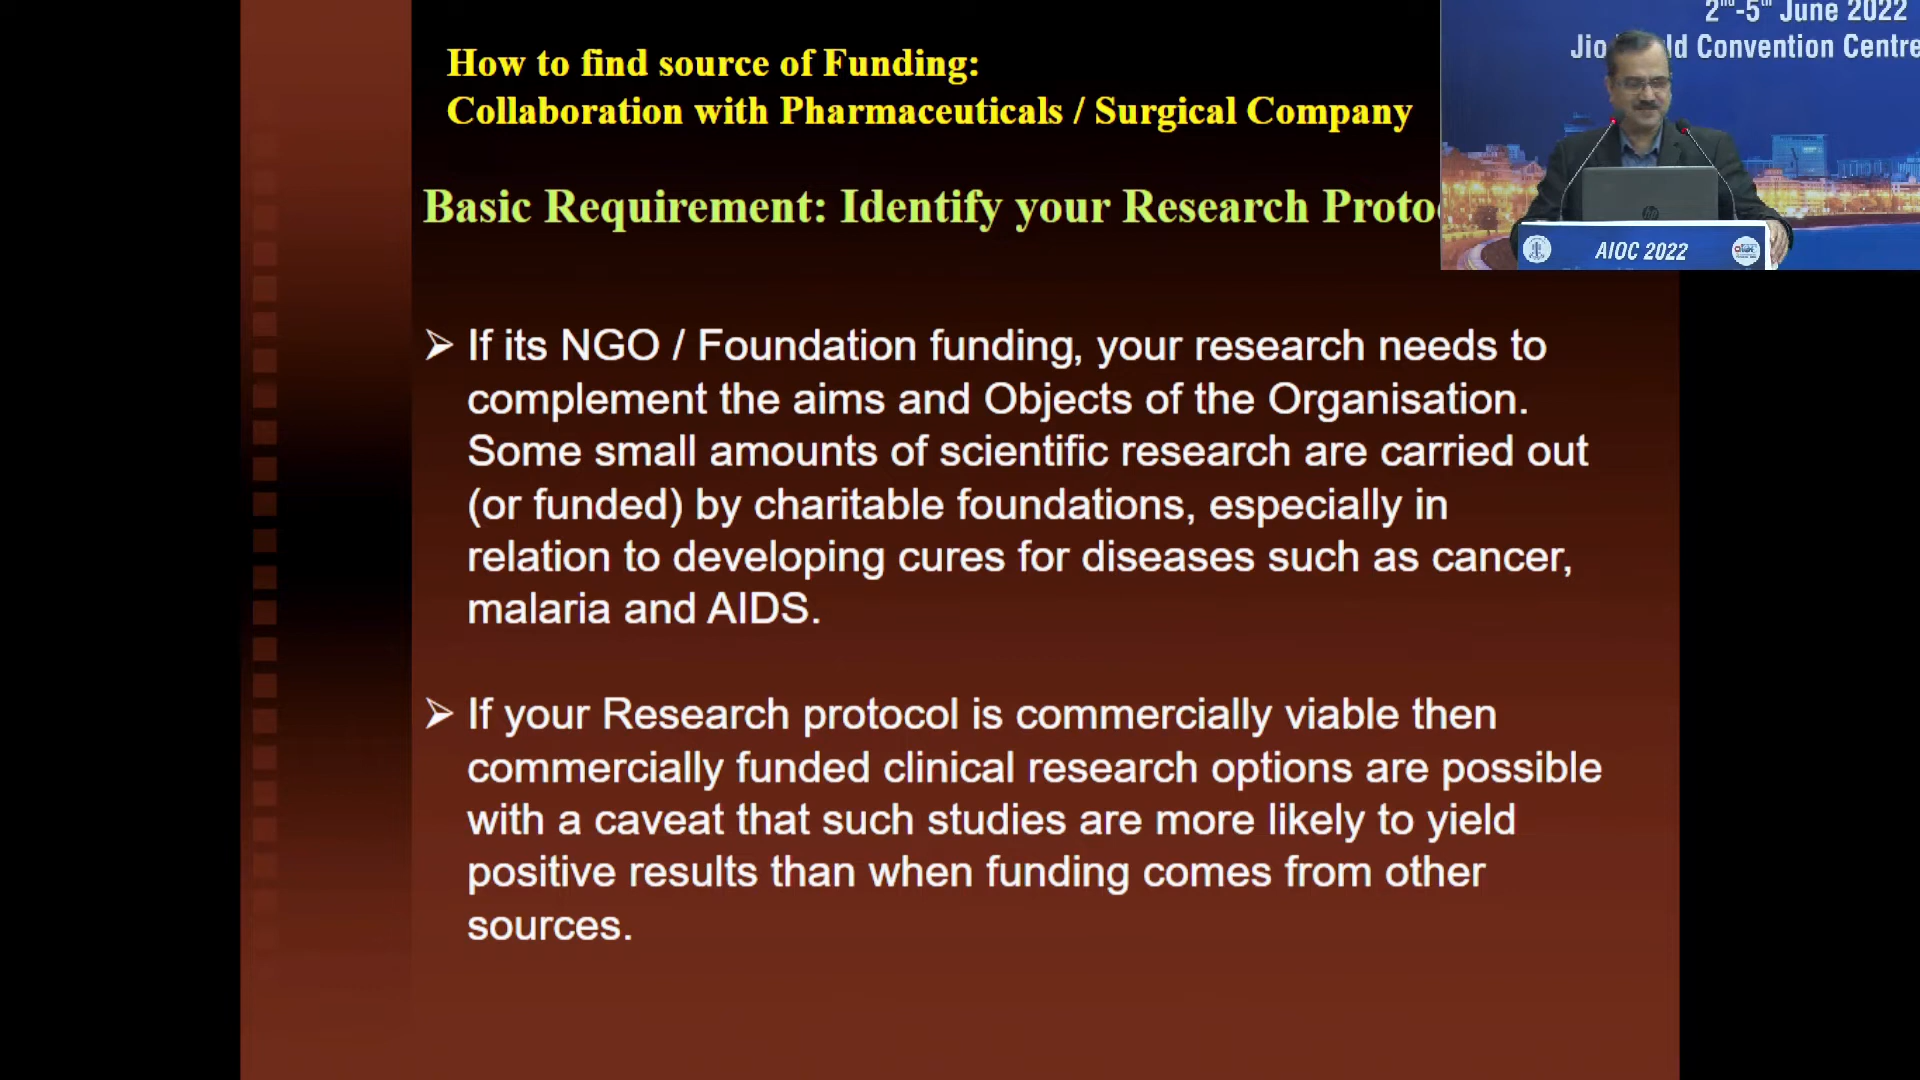 How to find source of Funding:
Collaboration with Pharmaceuticals / Surgical Company
Basic Requirement: Identify your Research
➢ If its NGO / Foundation funding, your research needs to
complement the aims and Objects of the Organisation.
Some small amounts of scientific research are carried out
(or funded) by charitable foundations, especially in
relation to developing cures for diseases such as cancer,
malaria and AIDS.
➢ If your Research protocol is commercially viable then
commercially funded clinical research options are possible
with a caveat that such studies are more likely to yield
positive results than when funding comes from other
sources.
2nd-5th June 2022
Convention Centre
AIOC 2022